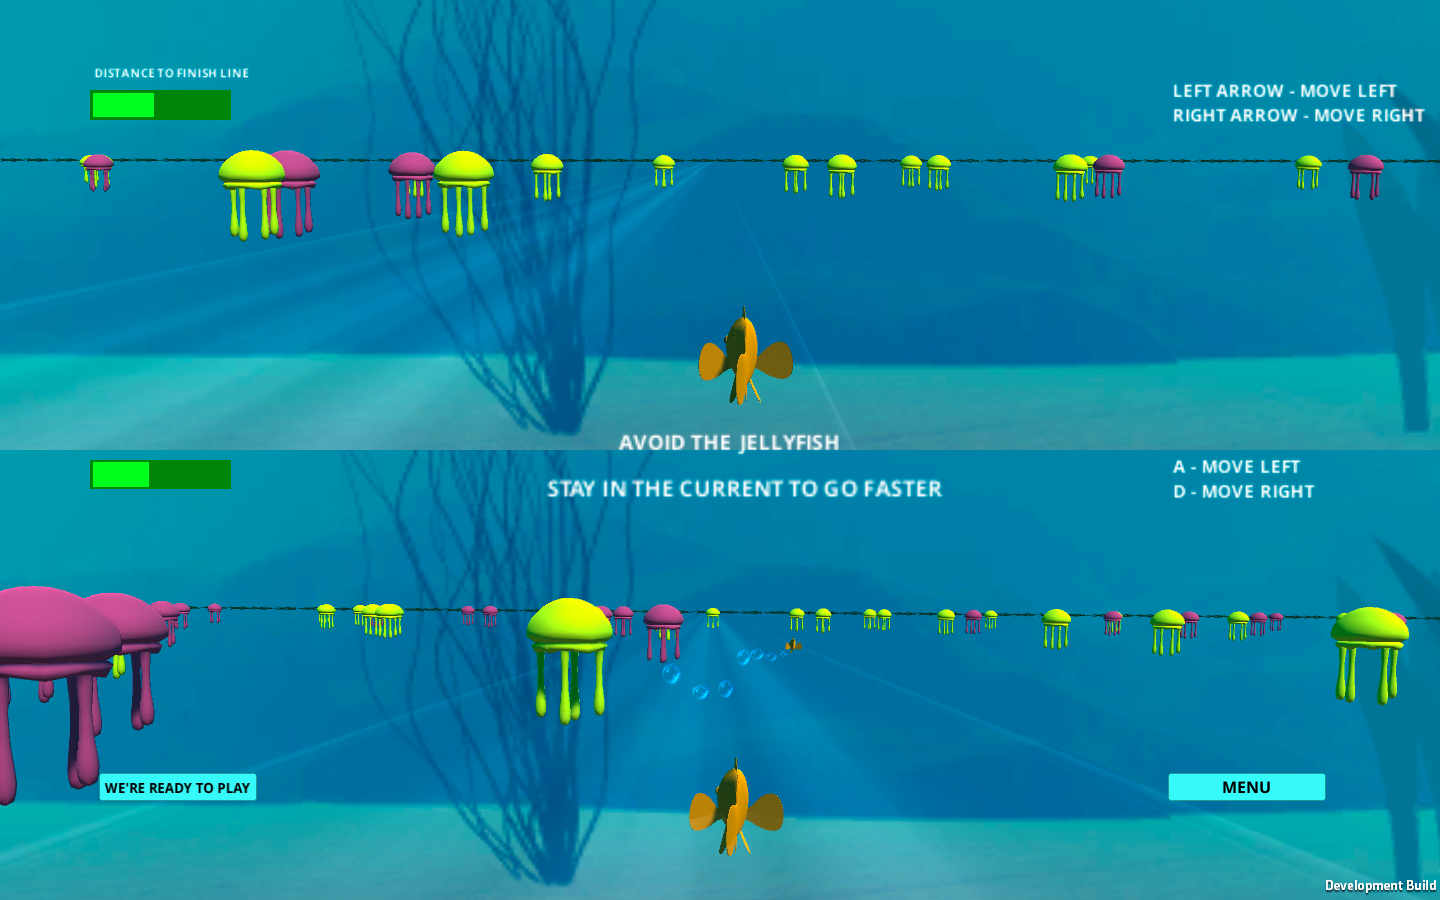 DISTANCE TO FINISH LINE
LEFT ARROW - MOVE LEFT
RIGHT ARROW - MOVE RIGHT
AVOID THE JELLYFISH
STAY IN THE CURRENT TO GO FASTER
A - MOVE LEFT
D - MOVE RIGHT
WE'RE READY TO PLAY
MENU
Development Build